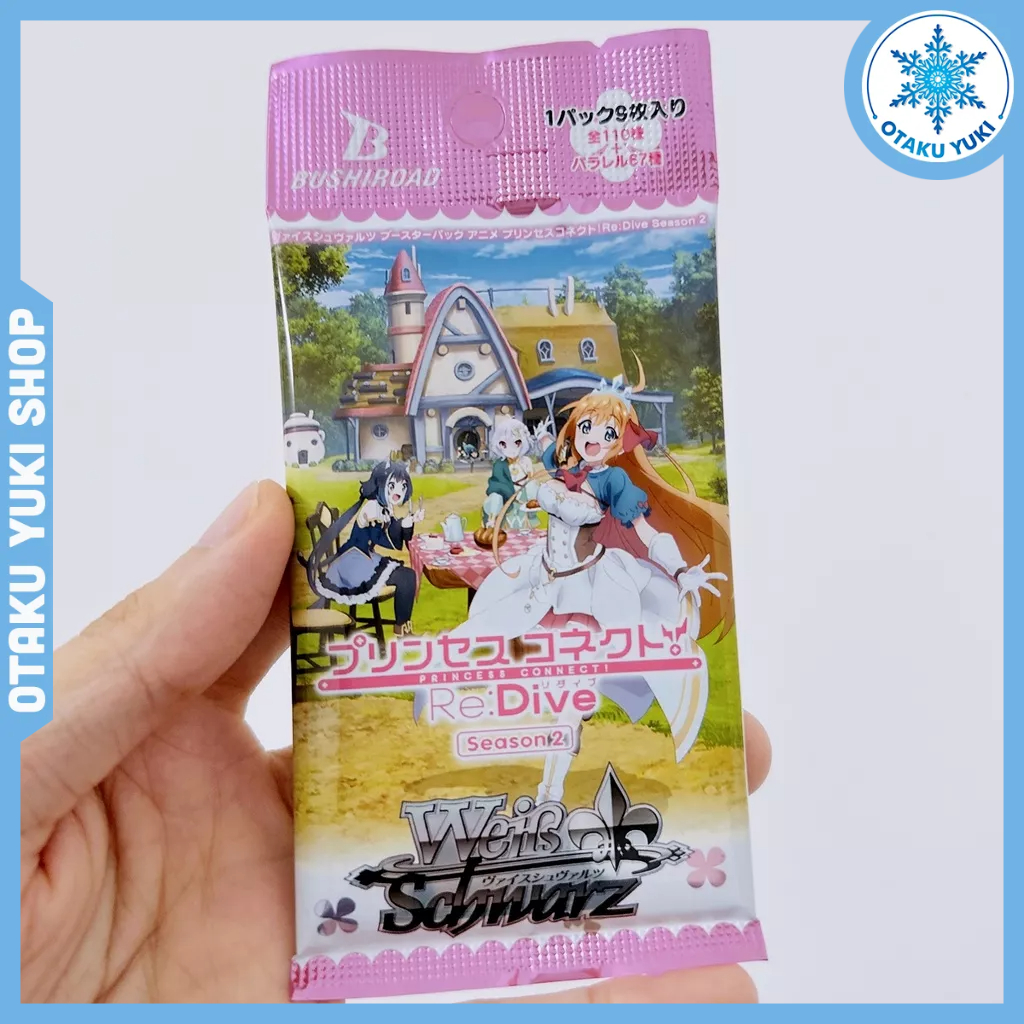 OTAKU YUKI
OTAKU YUKI SHOP
B
BUSHIROAD
1パック9枚入り
全110種
+
パラレル67種
ヴァイスシュヴァルツ ブースターパック アニメ プリンセスコネクト!Re:Dive Season 2
プリンセスコネクト!
PRINCESS CONNECT!
リダイブ
Re:Dive
Season 2
Weiß
ヴァイスシュヴァルツ
Schwarz